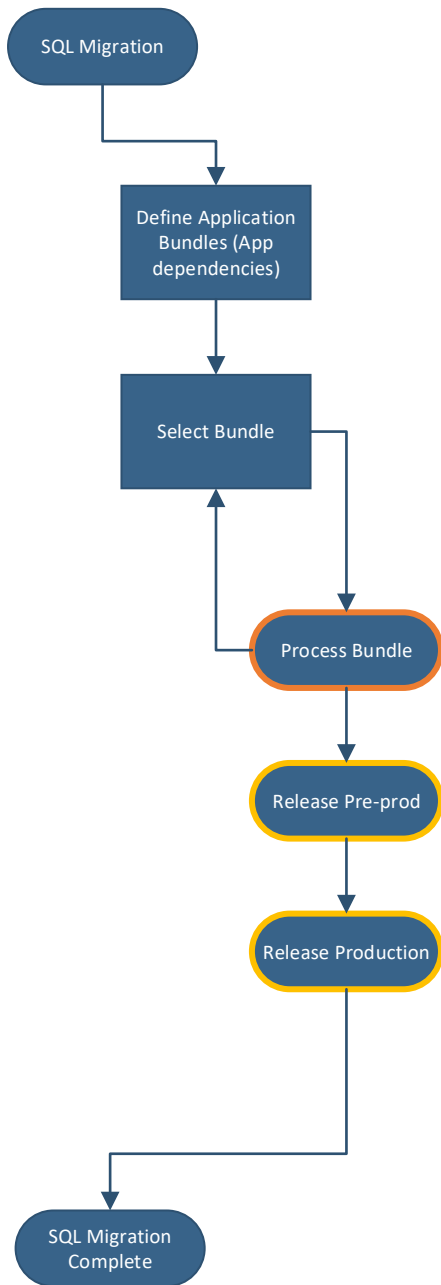 SQL Migration
Define Application
Bundles (App
dependencies)
Select Bundle
Process Bundle
Release Pre-prod
Release Production
SQL Migration
Complete